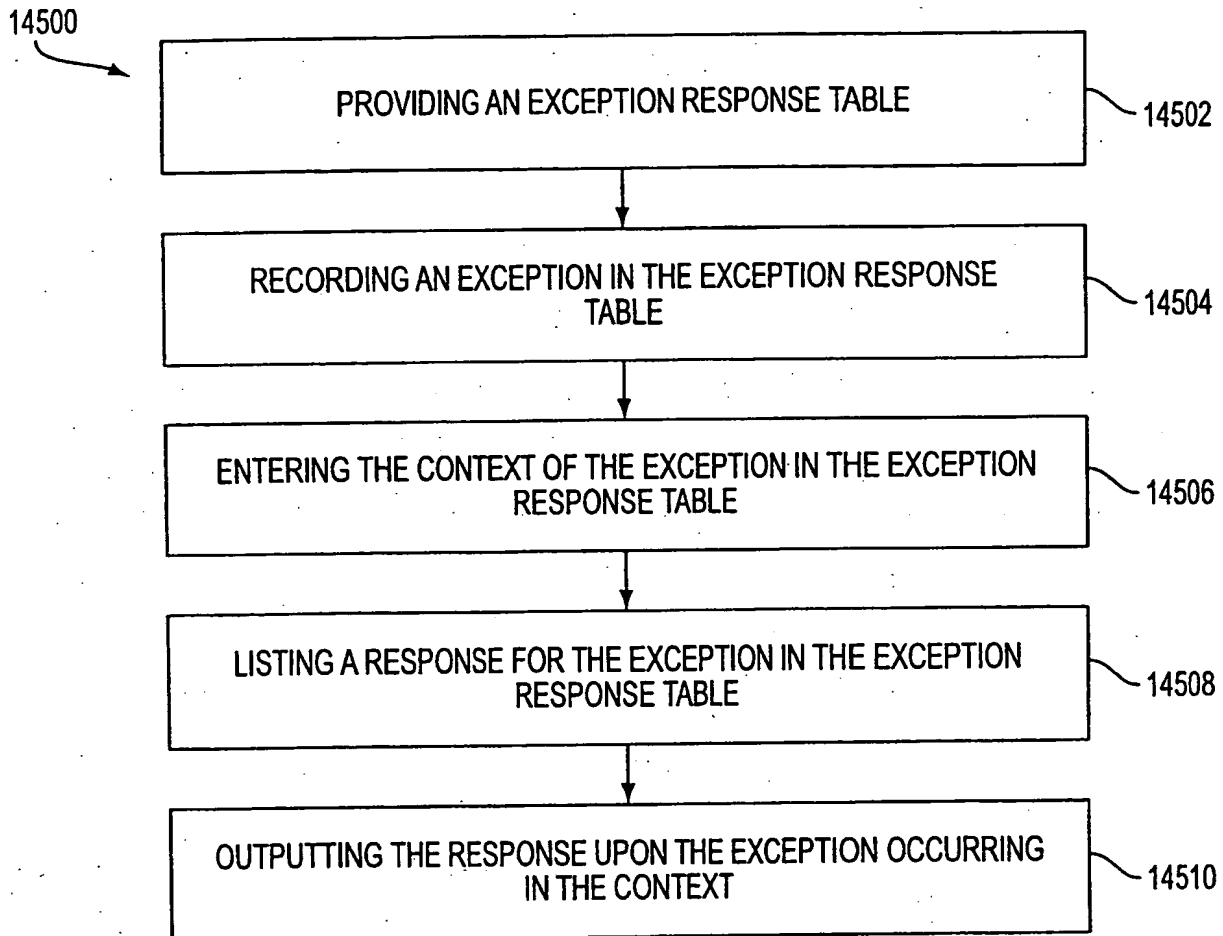 14500
PROVIDING AN EXCEPTION RESPONSE TABLE
14502
RECORDING AN EXCEPTION IN THE EXCEPTION RESPONSE
TABLE
14504
ENTERING THE CONTEXT OF THE EXCEPTION IN THE EXCEPTION
RESPONSE TABLE
14506
LISTING A RESPONSE FOR THE EXCEPTION IN THE EXCEPTION
RESPONSE TABLE
14508
OUTPUTTING THE RESPONSE UPON THE EXCEPTION OCCURRING
IN THE CONTEXT
14510